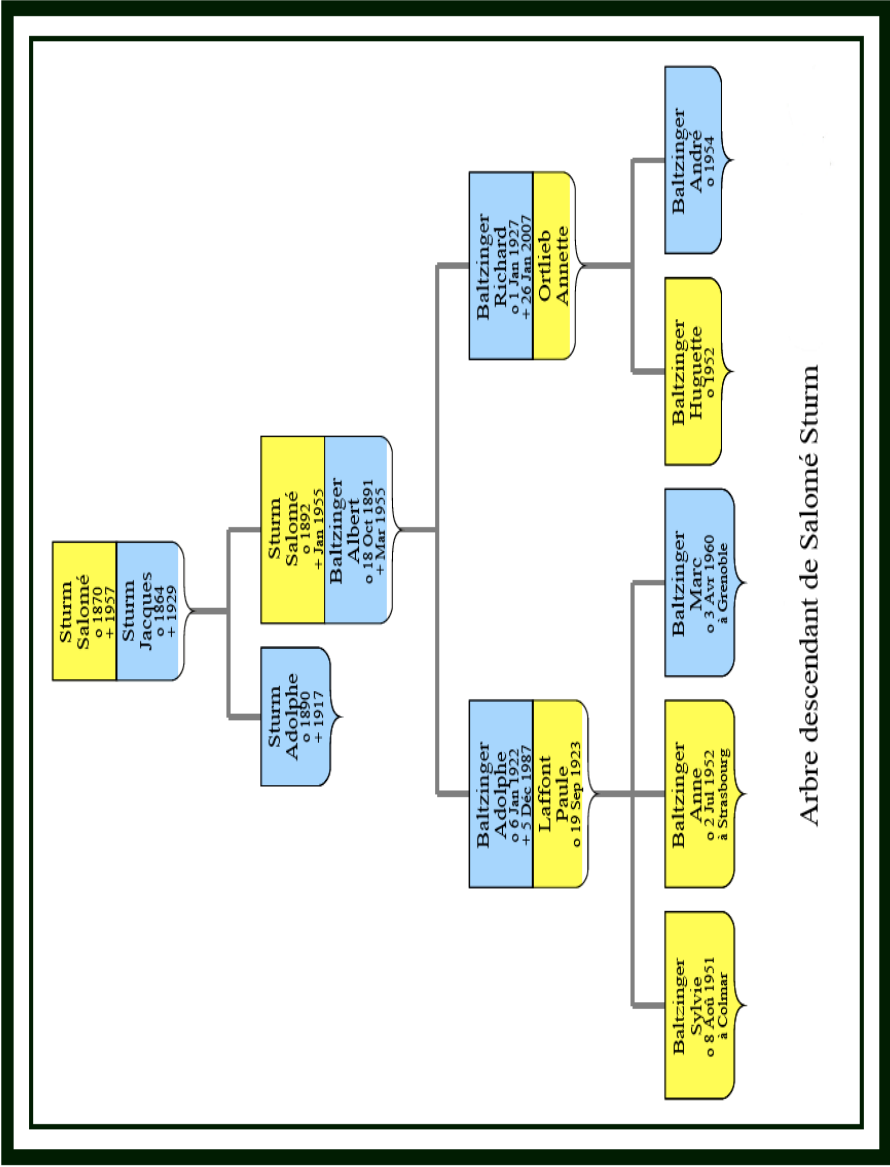 Sturm
Salomé
o 1870
+ 1957
Sturm
Jacques
o 1864
+ 1929
Sturm
Adolphe
o 1890
+ 1917
Sturm
Salomé
o 1892
+ Jan 1955
Baltzinger
Albert
o 18 Oct 1891
+ Mar 1955
Baltzinger
Adolphe
o 6 Jan 1922
+ 5 Déc 1987
Laffont
Paule
o 19 Sep 1923
Baltzinger
Richard
o 1 Jan 1927
+ 26 Jan 2007
Ortlieb
Annette
Baltzinger
Sylvie
o 8 Aoû 1951
à Colmar
Baltzinger
Anne
o 2 Jul 1952
à Strasbourg
Baltzinger
Marc
o 3 Avr 1960
à Grenoble
Baltzinger
Huguette
o 1952
Baltzinger
André
o 1954
Arbre descendant de Salomé Sturm